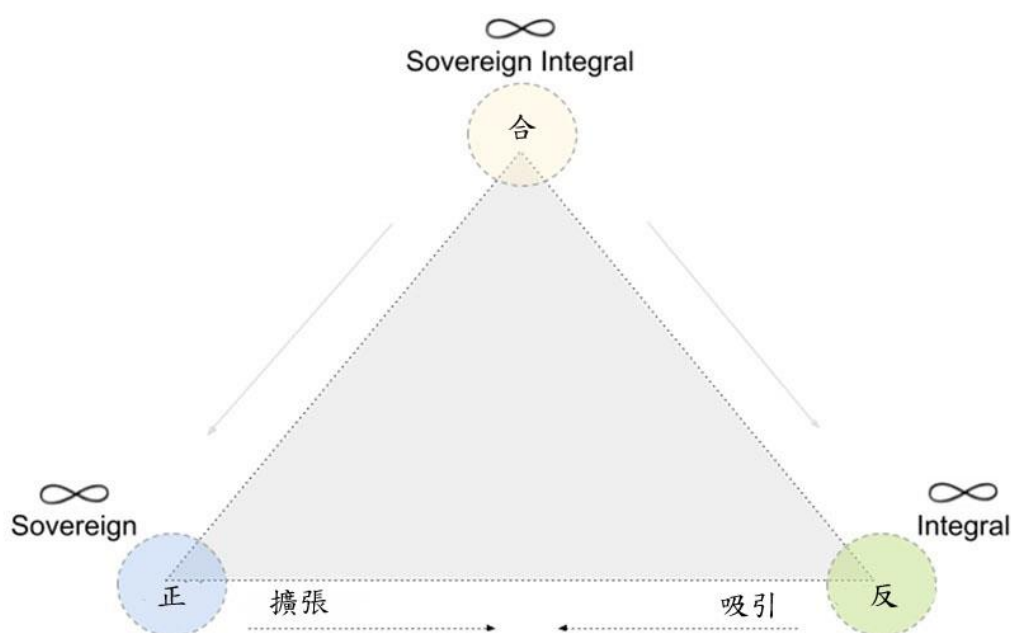 ∞
Sovereign Integral
合
∞
Sovereign
∞
Integral
正
擴張
吸引
反